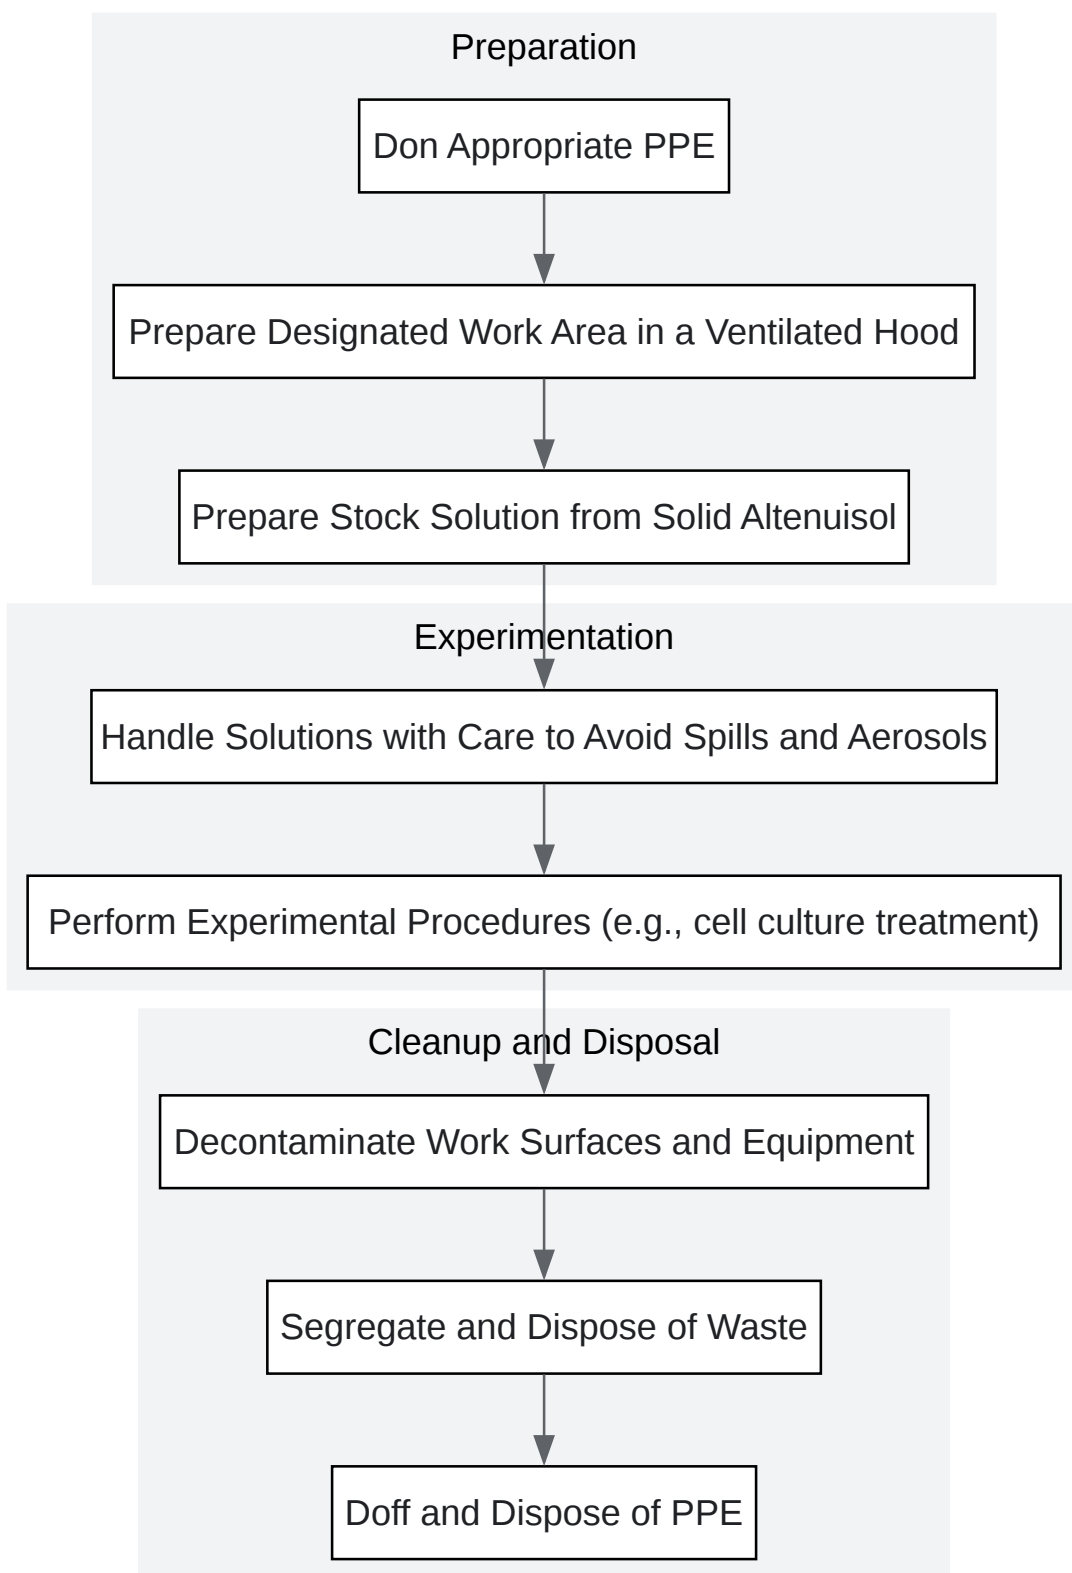 Preparation
Don Appropriate PPE
Prepare Designated Work Area in a Ventilated Hood
Prepare Stock Solution from Solid Altenuisol
Experimentation
Handle Solutions with Care to Avoid Spills and Aerosols
Perform Experimental Procedures (e.g., cell culture treatment)
Cleanup and Disposal
Decontaminate Work Surfaces and Equipment
Segregate and Dispose of Waste
Doff and Dispose of PPE